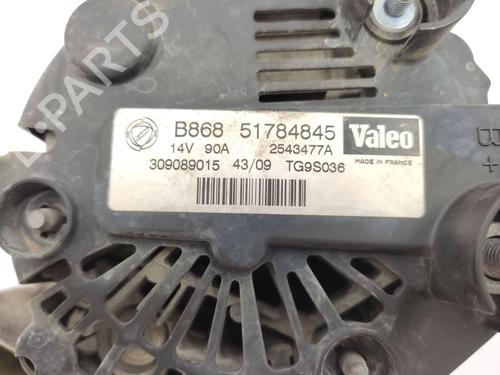 B-PARTS
B868 51784845
14V 90A 2543477A
309089015 43/09 TG9S036
Valeo
MADE IN FRANCE
B+